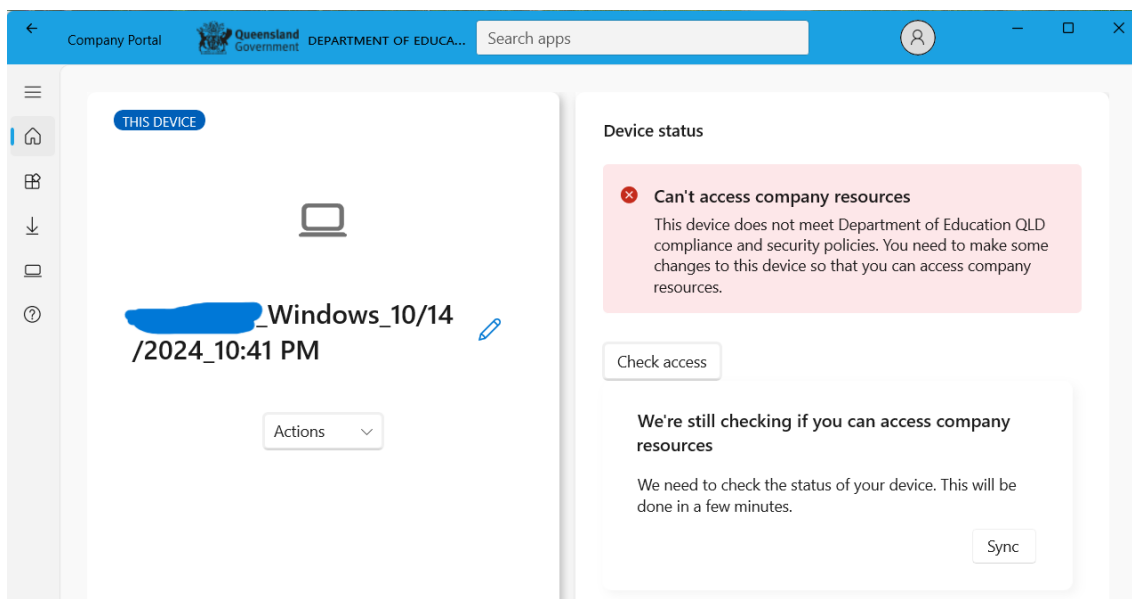 Company Portal
Queensland
Government
DEPARTMENT OF EDUCA...
Search apps
THIS DEVICE
_Windows_10/14
/2024_10:41 PM
Actions
Device status
Can't access company resources
This device does not meet Department of Education QLD
compliance and security policies. You need to make some
changes to this device so that you can access company
resources.
Check access
We're still checking if you can access company
resources
We need to check the status of your device. This will be
done in a few minutes.
Sync